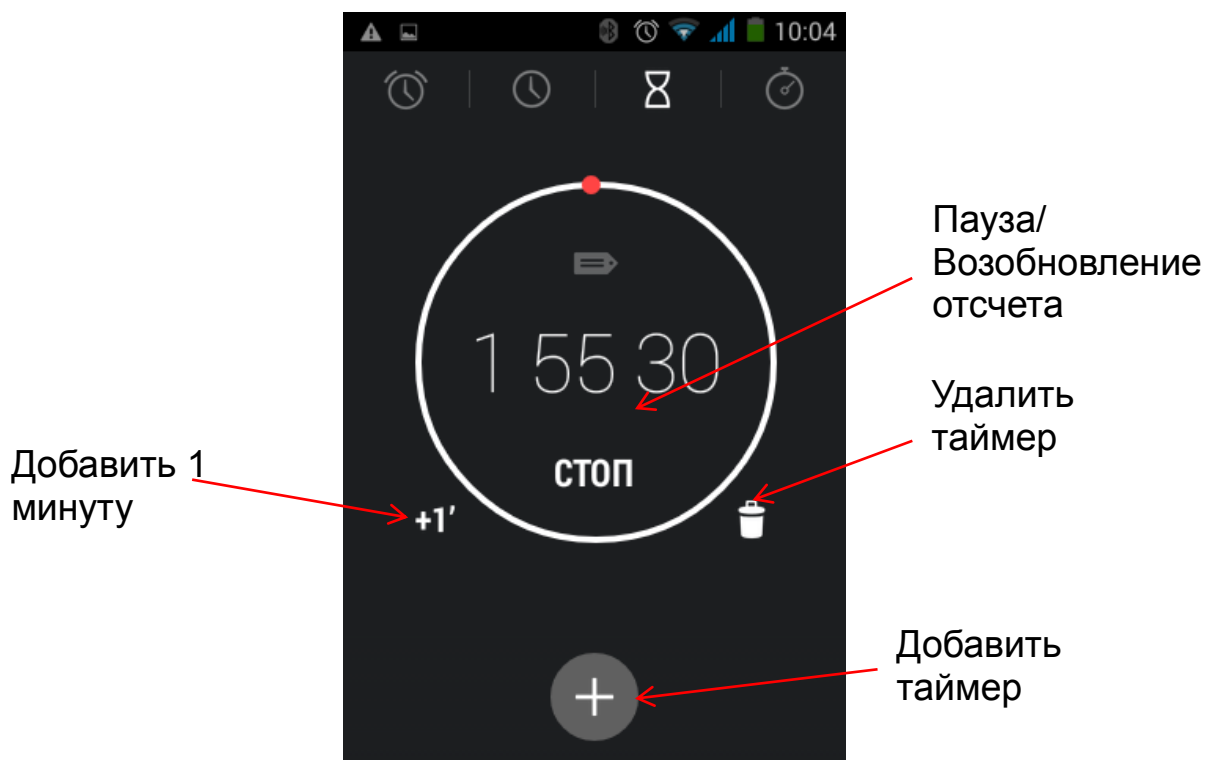 10:04
Пауза/
Возобновление
отсчета
1 55 30
Удалить
таймер
СТОП
Добавить 1
минуту
+1′
Добавить
таймер